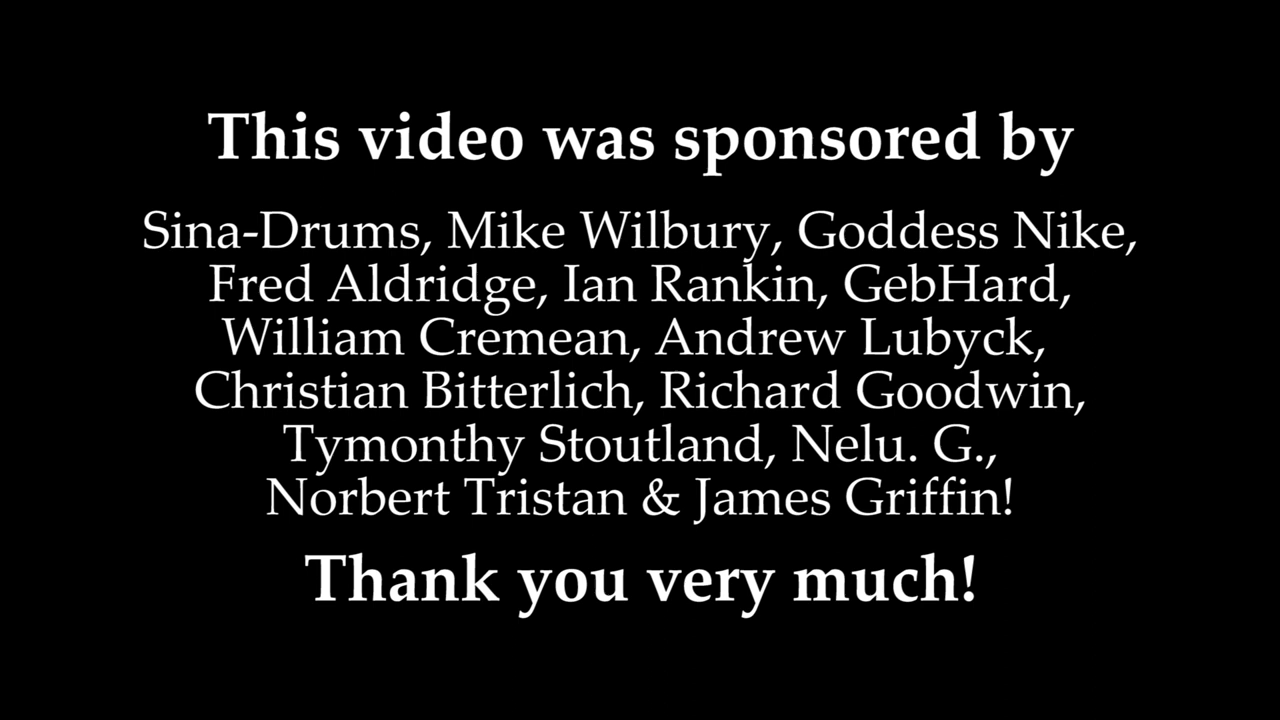 This video was sponsored by
Sina-Drums, Mike Wilbury, Goddess Nike,
Fred Aldridge, Ian Rankin, GebHard,
William Cremean, Andrew Lubyck,
Christian Bitterlich, Richard Goodwin,
Tymonthy Stoutland, Nelu. G.,
Norbert Tristan & James Griffin!
Thank you very much!